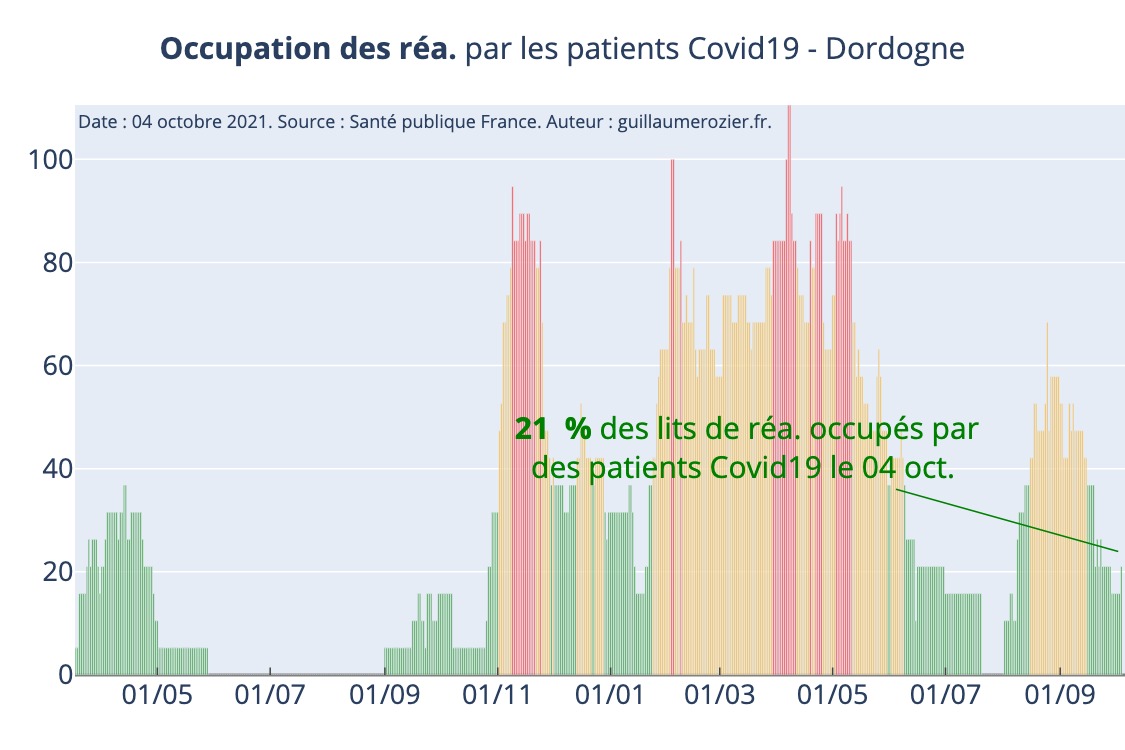 Occupation des réa. par les patients Covid19 - Dordogne
Date : 04 octobre 2021. Source : Santé publique France. Auteur : guillaumerozier.fr.
100
80
60
21 % des lits de réa. occupés par
des patients Covid19 le 04 oct.
40
20
0
01/05 01/07 01/09 01/11 01/01 01/03 01/05 01/07 01/09